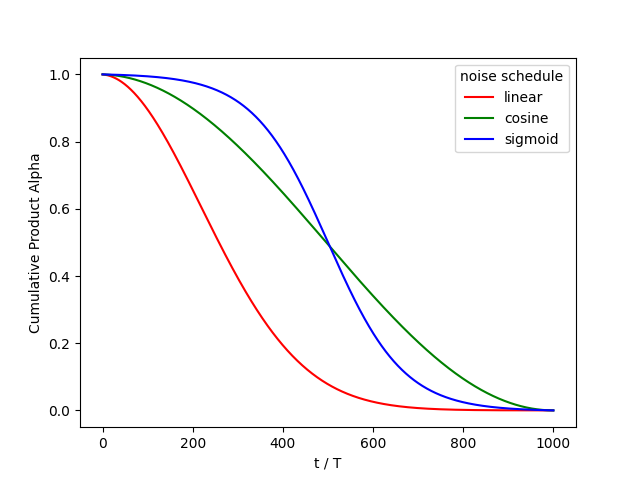 noise schedule
linear
cosine
sigmoid
Cumulative Product Alpha
1.0
0.8
0.6
0.4
0.2
0.0
0 200 400 600 800 1000
t / T